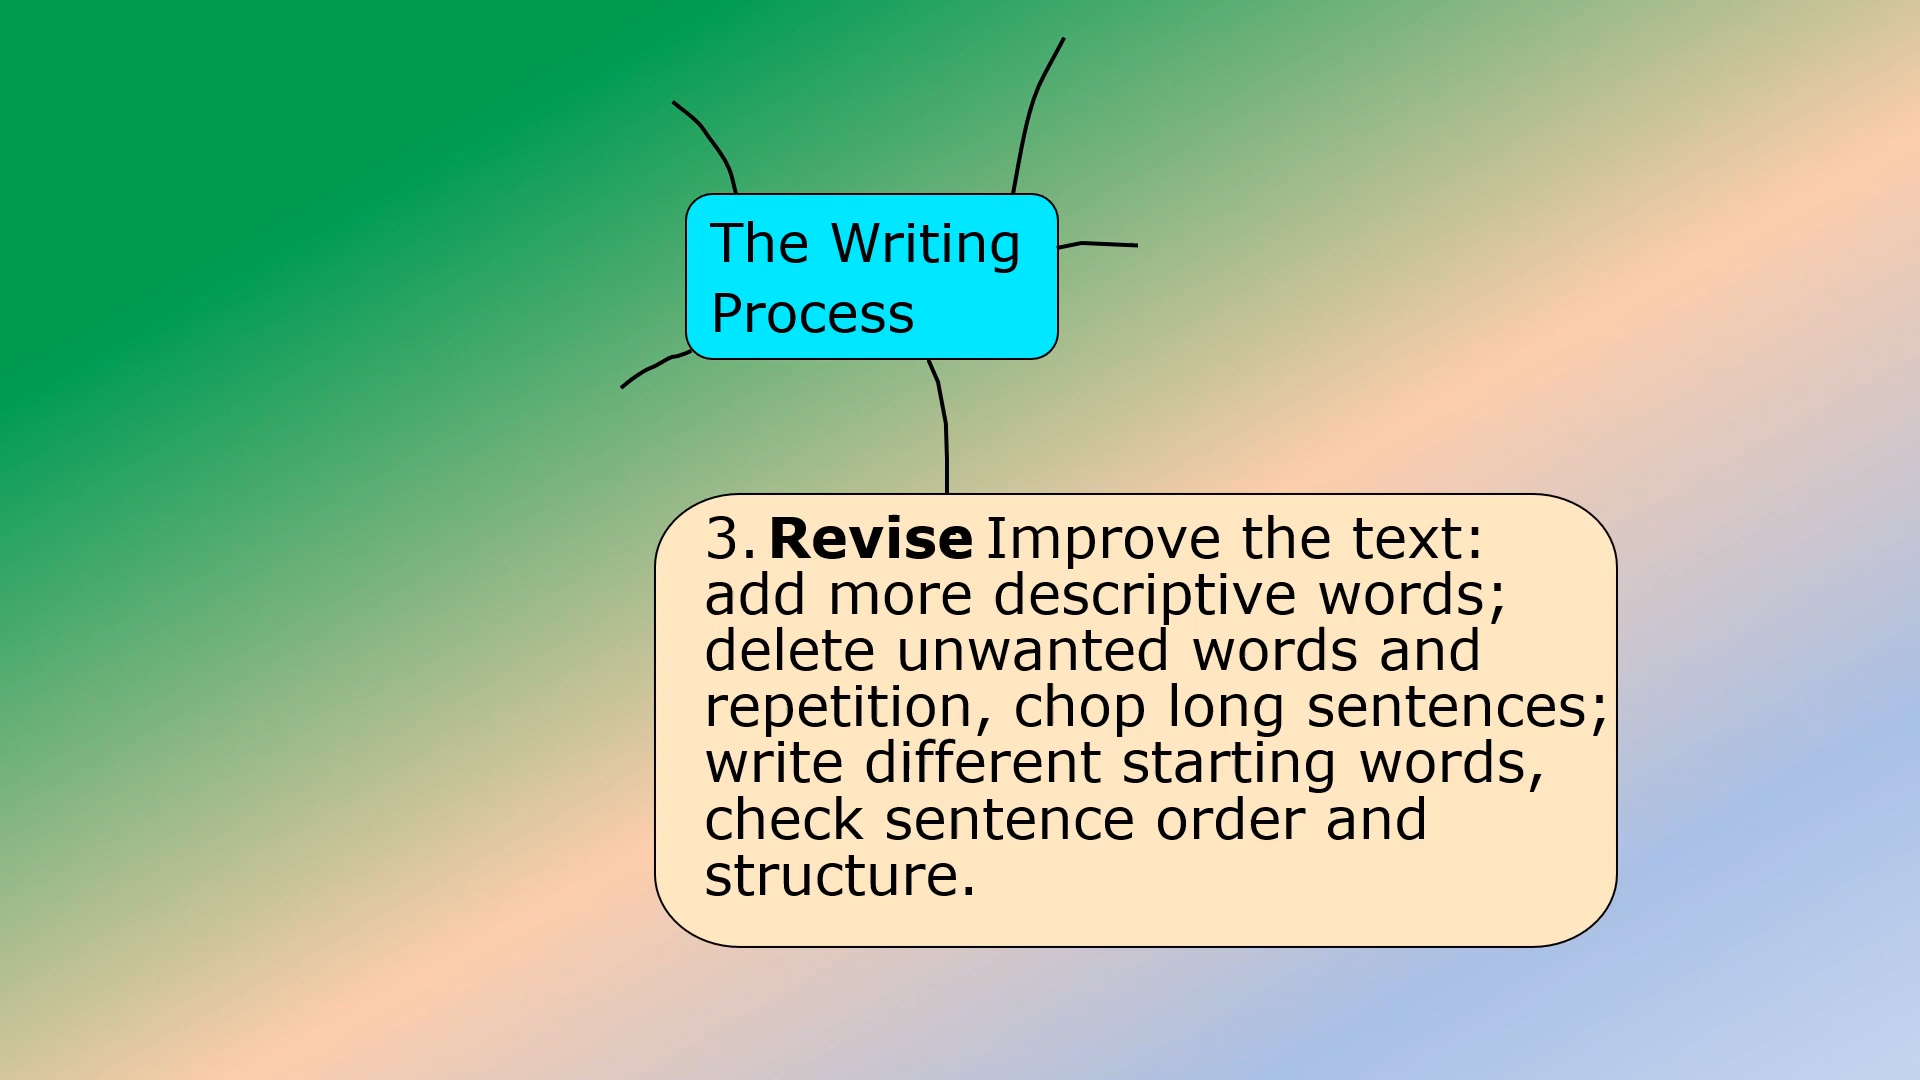 The Writing
Process
3. Revise Improve the text:
add more descriptive words;
delete unwanted words and
repetition, chop long sentences;
write different starting words,
check sentence order and
structure.